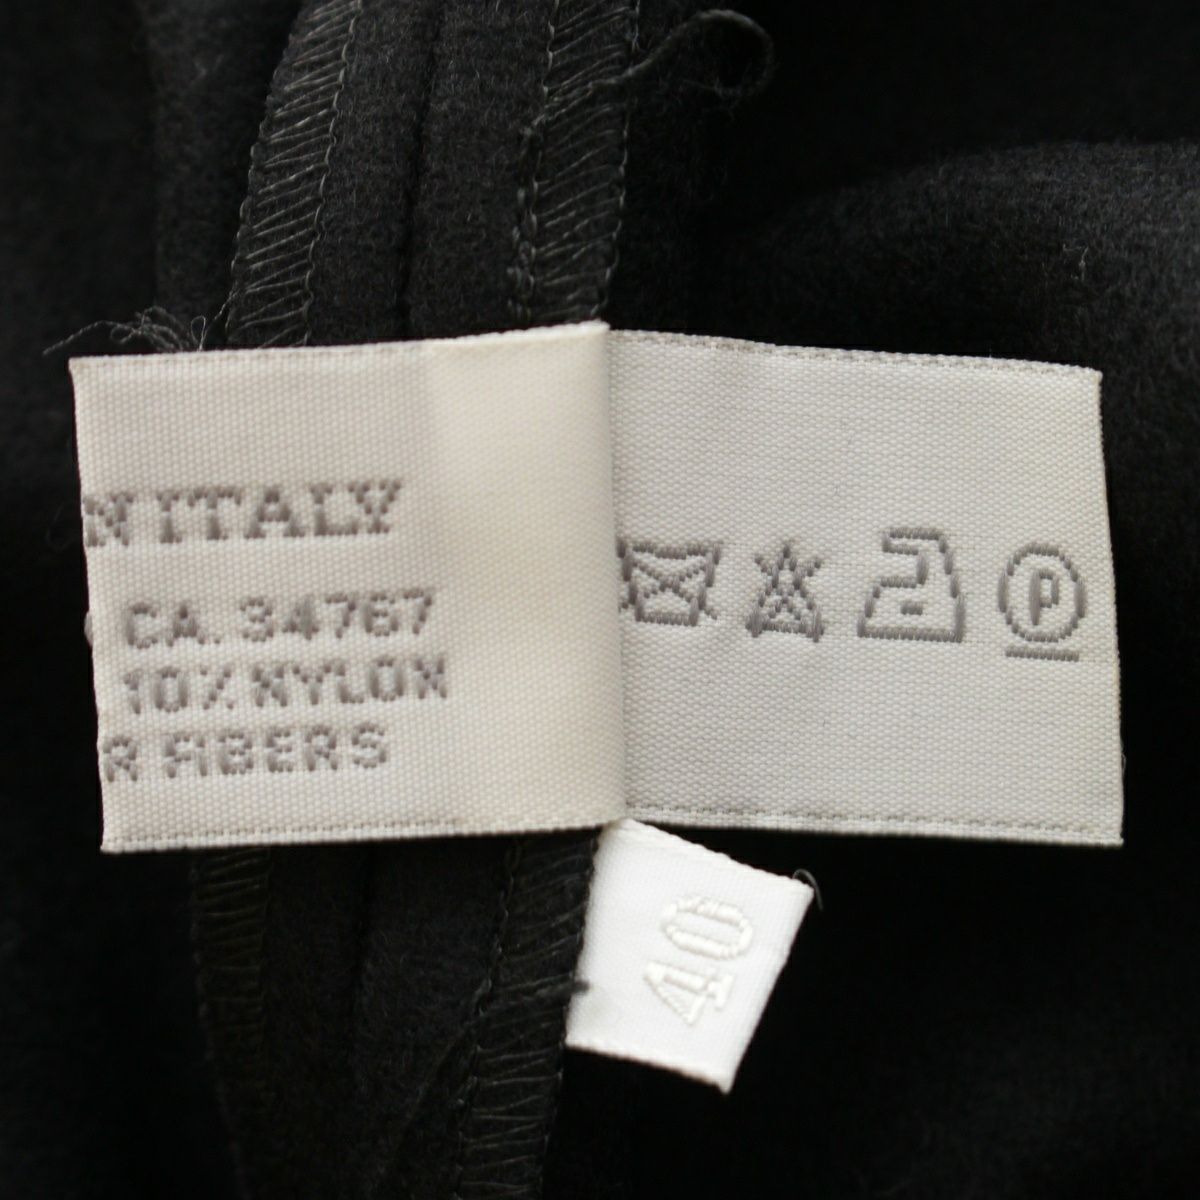 N ITALY
CA. 34767
10% NYLON
R FIBERS
P
40